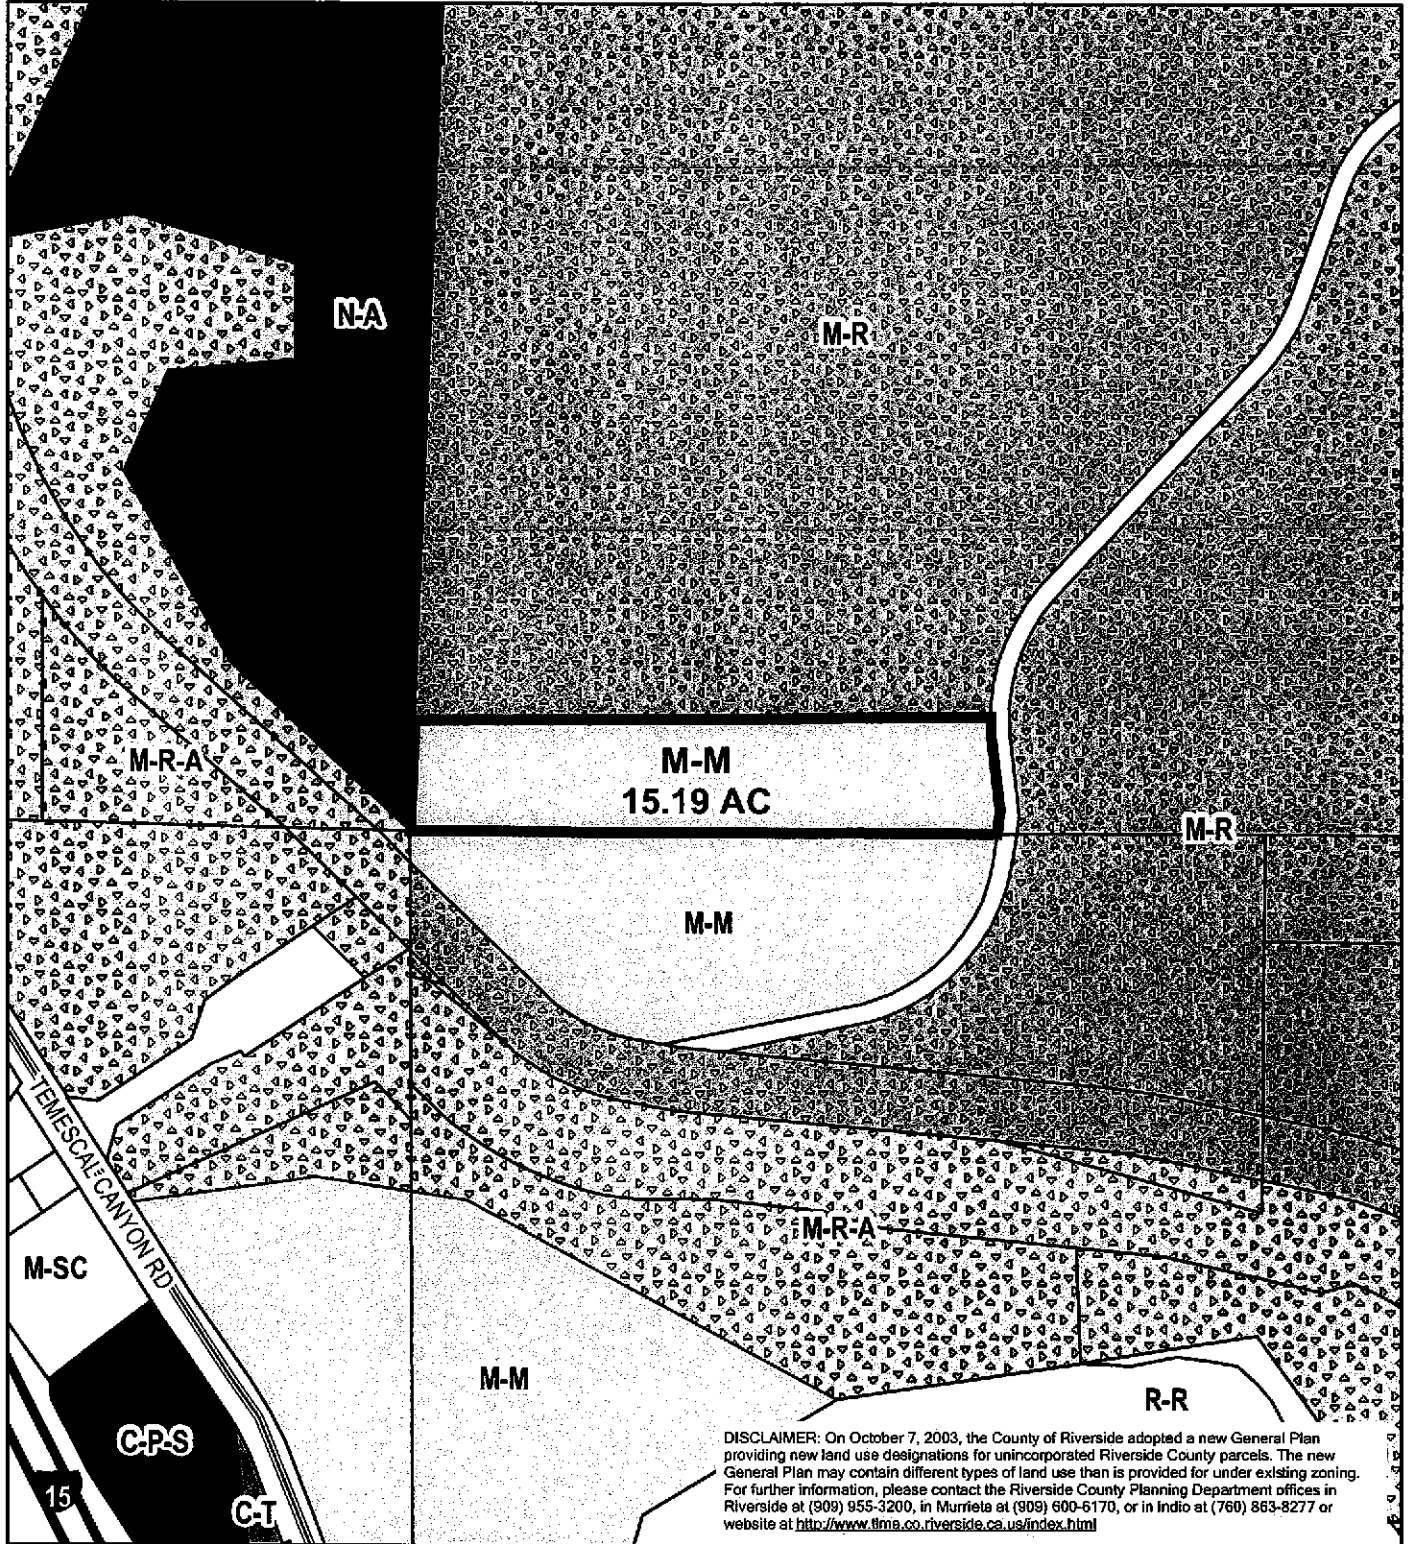 N-A
M-R
M-R-A
M-M
15.19 AC
M-R
M-M
TEMESCAL CANYON RD
M-R-A
M-SC
M-M
R-R
C-P-S
15
C-T
DISCLAIMER: On October 7, 2003, the County of Riverside adopted a new General Plan
providing new land use designations for unincorporated Riverside County parcels. The new
General Plan may contain different types of land use than is provided for under existing zoning.
For further information, please contact the Riverside County Planning Department offices in
Riverside at (909) 955-3200, in Murrieta at (909) 600-6170, or in Indio at (760) 863-8277 or
website at http://www.tlma.co.riverside.ca.us/index.html